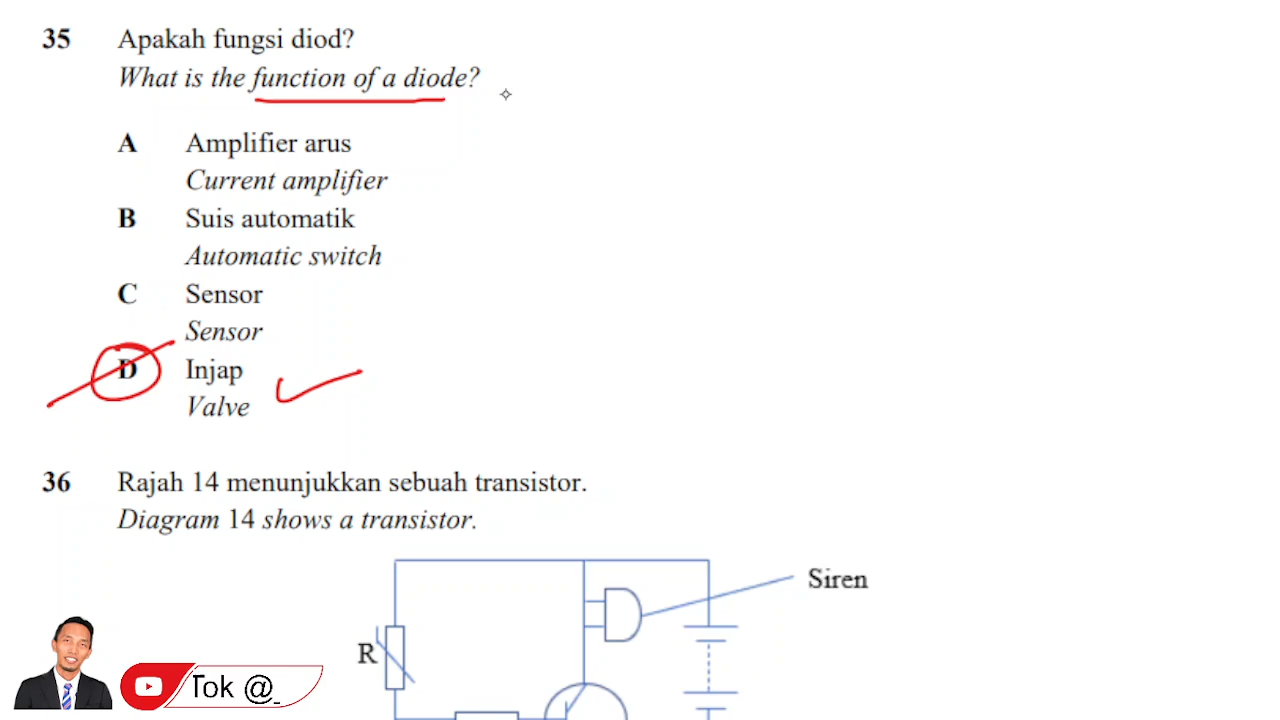 35 Apakah fungsi diod?
What is the function of a diode?
A Amplifier arus
Current amplifier
B Suis automatik
Automatic switch
C Sensor
Sensor
D Injap
Valve
36 Rajah 14 menunjukkan sebuah transistor.
Diagram 14 shows a transistor.
Siren
R
Tok @_